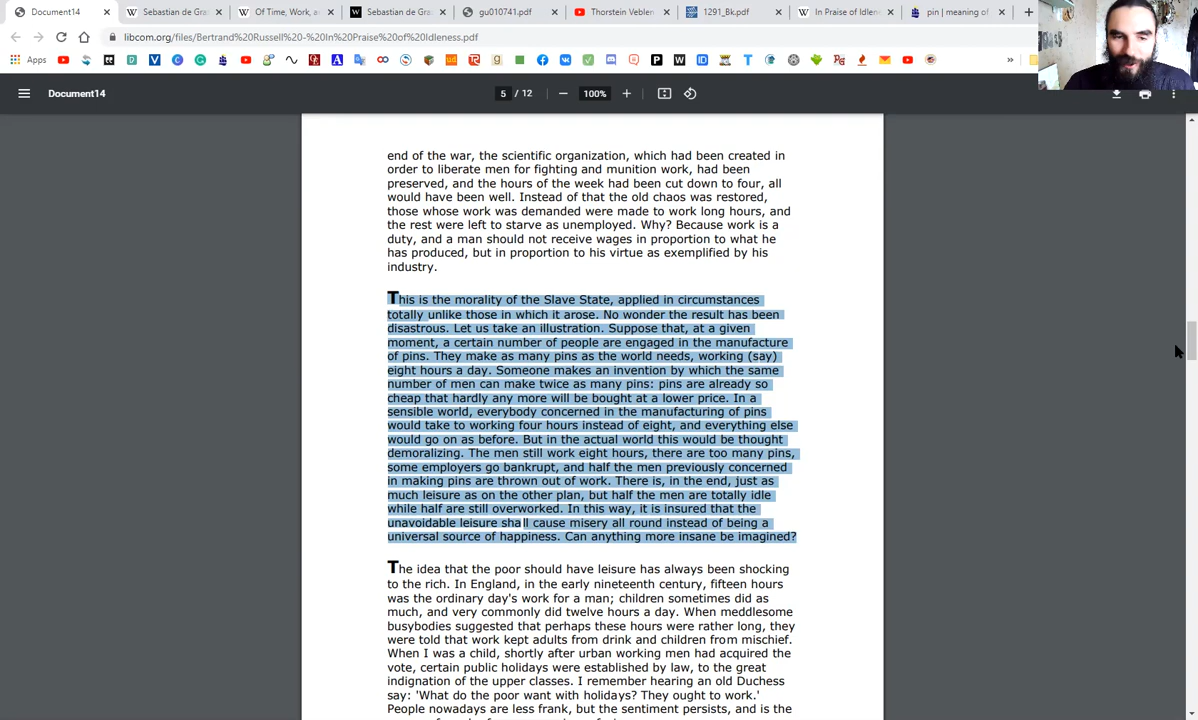 Document14
Sebastian de Gra
Of Time, Work, a
Sebastian de Gra
gu010741.pdf
Thorstein Veblen
1291_Bk.pdf
In Praise of Idlene
pin | meaning of
libcom.org/files/Bertrand%20Russell%20-%20In%20Praise%20of%20Idleness.pdf
Apps
Document14
5 / 12
100%
end of the war, the scientific organization, which had been created in
order to liberate men for fighting and munition work, had been
preserved, and the hours of the week had been cut down to four, all
would have been well. Instead of that the old chaos was restored,
those whose work was demanded were made to work long hours, and
the rest were left to starve as unemployed. Why? Because work is a
duty, and a man should not receive wages in proportion to what he
has produced, but in proportion to his virtue as exemplified by his
industry.
This is the morality of the Slave State, applied in circumstances
totally unlike those in which it arose. No wonder the result has been
disastrous. Let us take an illustration. Suppose that, at a given
moment, a certain number of people are engaged in the manufacture
of pins. They make as many pins as the world needs, working (say)
eight hours a day. Someone makes an invention by which the same
number of men can make twice as many pins: pins are already so
cheap that hardly any more will be bought at a lower price. In a
sensible world, everybody concerned in the manufacturing of pins
would take to working four hours instead of eight, and everything else
would go on as before. But in the actual world this would be thought
demoralizing. The men still work eight hours, there are too many pins,
some employers go bankrupt, and half the men previously concerned
in making pins are thrown out of work. There is, in the end, just as
much leisure as on the other plan, but half the men are totally idle
while half are still overworked. In this way, it is insured that the
unavoidable leisure shall cause misery all round instead of being a
universal source of happiness. Can anything more insane be imagined?
The idea that the poor should have leisure has always been shocking
to the rich. In England, in the early nineteenth century, fifteen hours
was the ordinary day's work for a man; children sometimes did as
much, and very commonly did twelve hours a day. When meddlesome
busybodies suggested that perhaps these hours were rather long, they
were told that work kept adults from drink and children from mischief.
When I was a child, shortly after urban working men had acquired the
vote, certain public holidays were established by law, to the great
indignation of the upper classes. I remember hearing an old Duchess
say: 'What do the poor want with holidays? They ought to work.'
People nowadays are less frank, but the sentiment persists, and is the